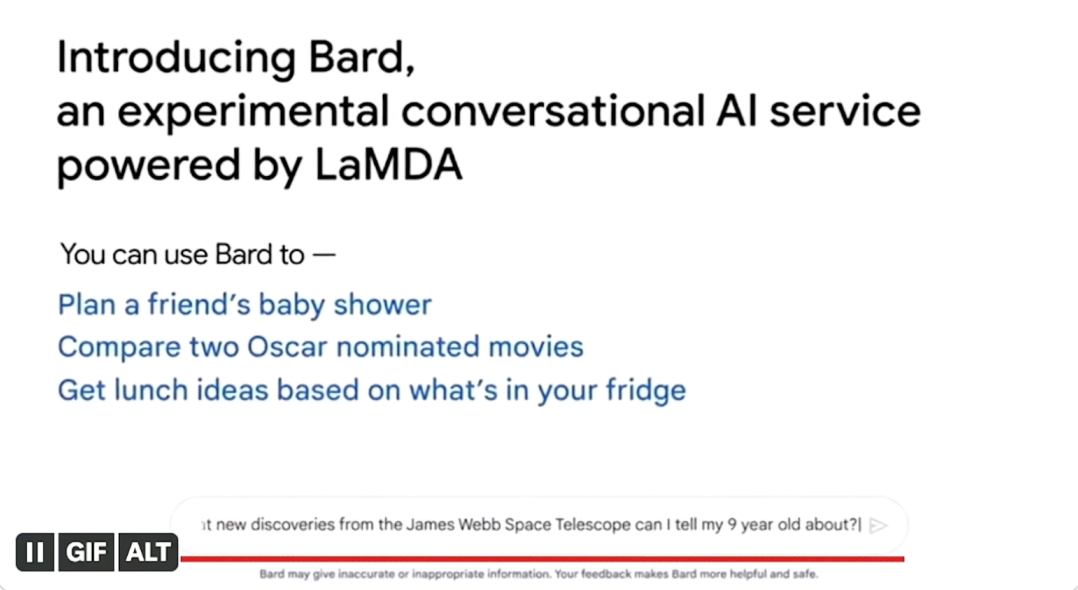 Introducing Bard,
an experimental conversational AI service
powered by LaMDA
You can use Bard to —
Plan a friend's baby shower
Compare two Oscar nominated movies
Get lunch ideas based on what's in your fridge
new discoveries from the James Webb Space Telescope can I tell my 9 year old about?
GIF ALT
Bard may give inaccurate or inappropriate information. Your feedback makes Bard more helpful and safe.